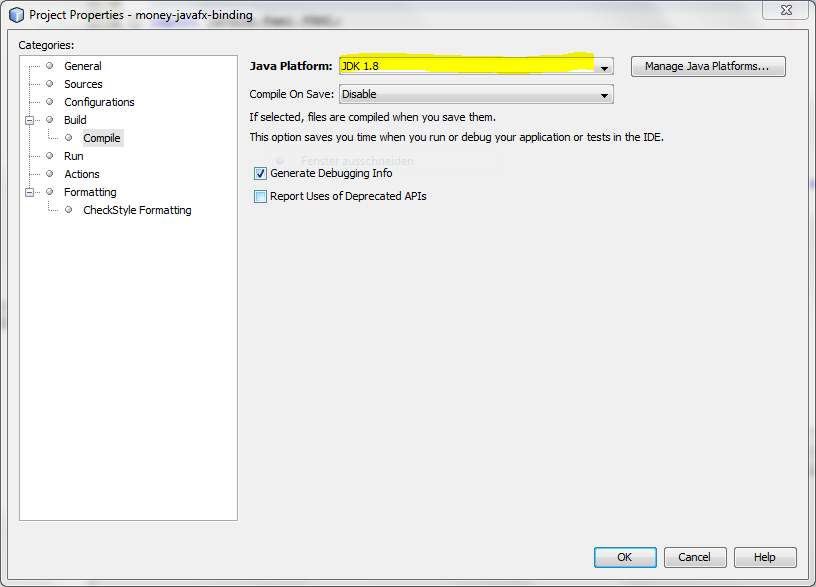 Project Properties - money-javafx-binding
Categories:
General
Sources
Configurations
Build
Compile
Run
Actions
Formatting
CheckStyle Formatting
Java Platform: JDK 1.8 Manage Java Platforms...
Compile On Save: Disable
If selected, files are compiled when you save them.
This option saves you time when you run or debug your application or tests in the IDE.
Fenster ausschneiden
Generate Debugging Info
Report Uses of Deprecated APIs
OK Cancel Help